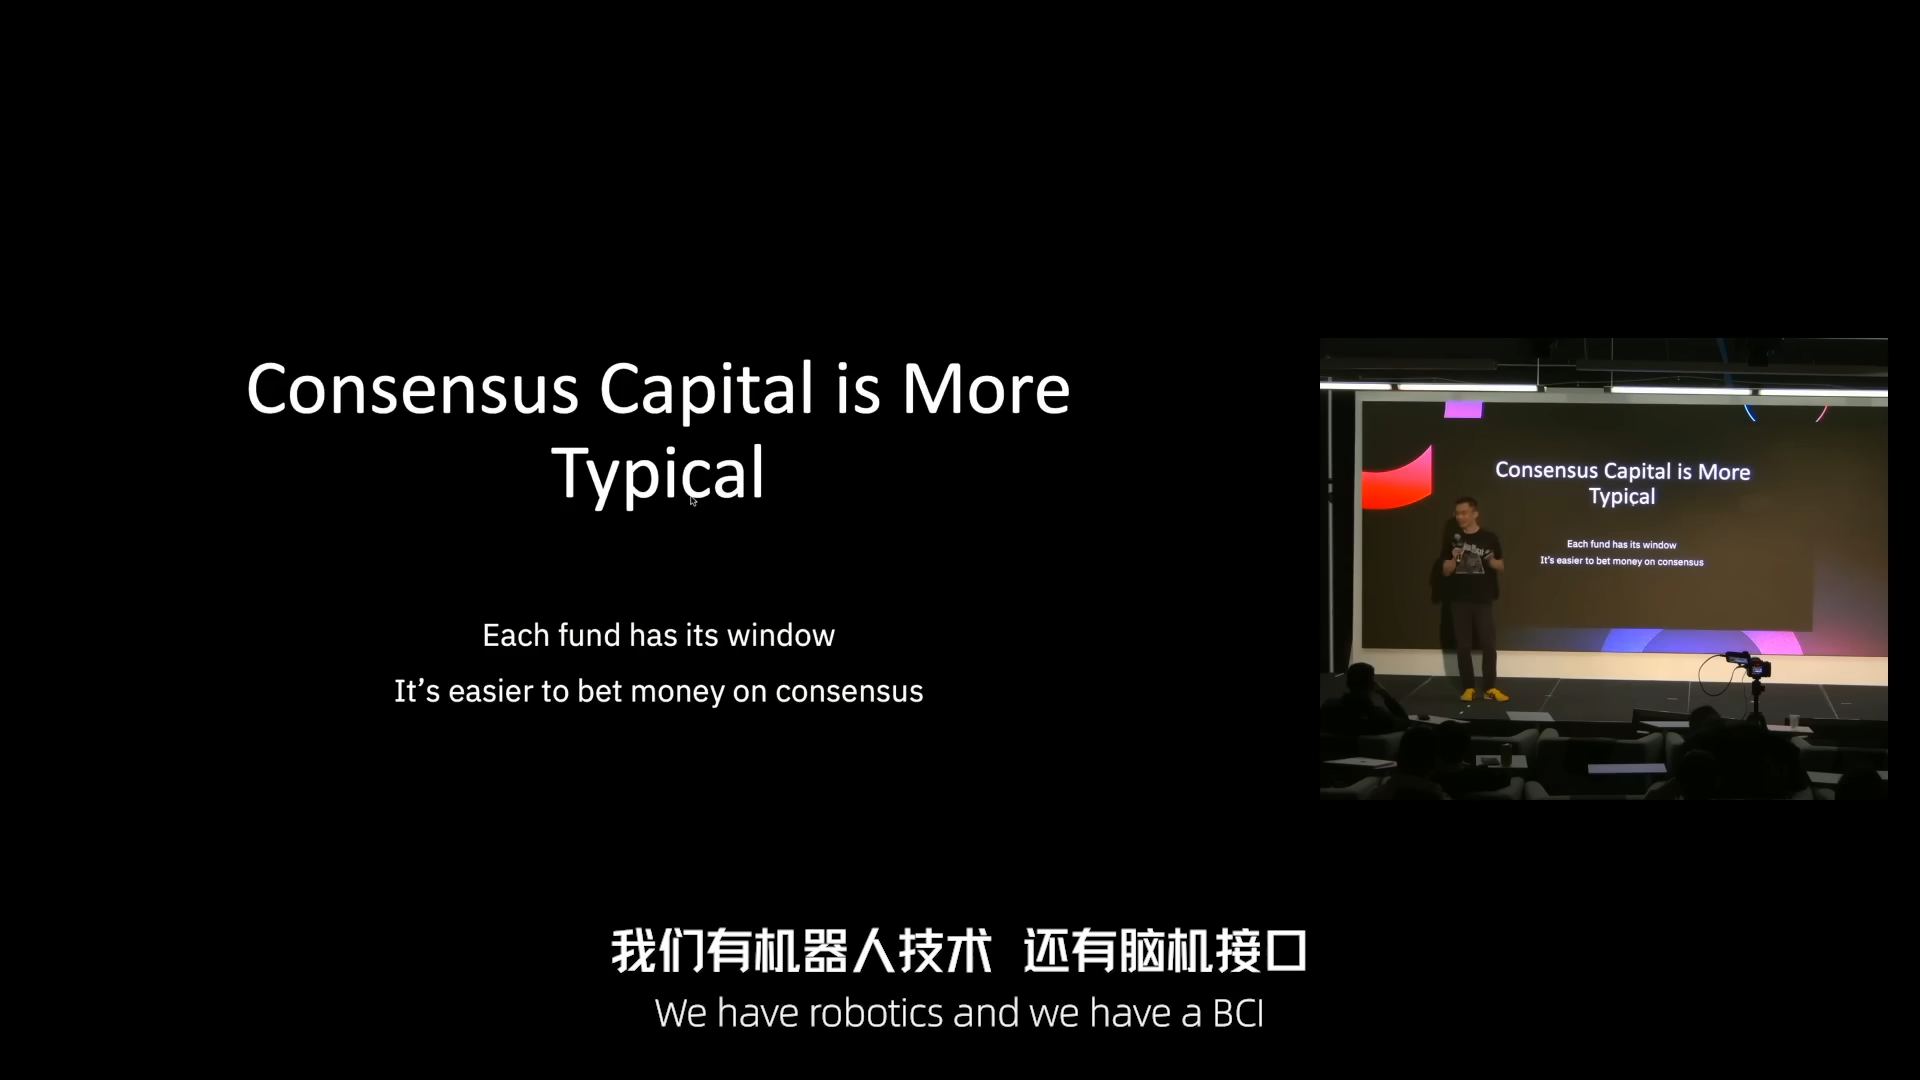 Consensus Capital is More
Typical
Each fund has its window
It's easier to bet money on consensus
Consensus Capital is More
Typical
Each fund has its window
It's easier to bet money on consensus
我们有机器人技术 还有脑机接口
We have robotics and we have a BCI